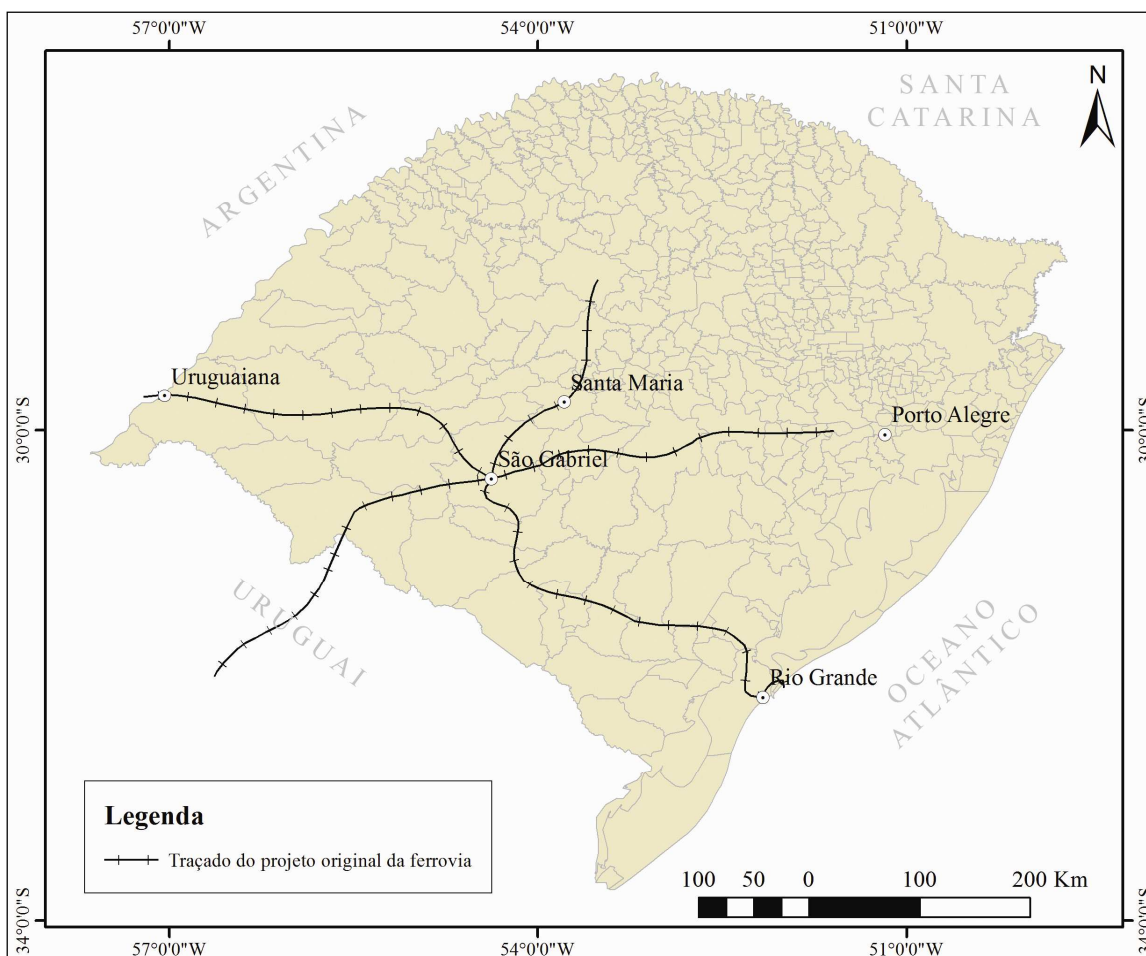 57°0'0"W
54°0'0"W
51°0'0"W
N
SANTA
CATARINA
ARGENTINA
Uruguaiana
Santa Maria
Porto Alegre
30°0'0"S
30°0'0"S
São Gabriel
URUGUAI
OCEANO
ATLÂNTICO
Rio Grande
Legenda
Traçado do projeto original da ferrovia
100 50 0 100 200 Km
34°0'0"S
34°0'0"S
57°0'0"W
54°0'0"W
51°0'0"W